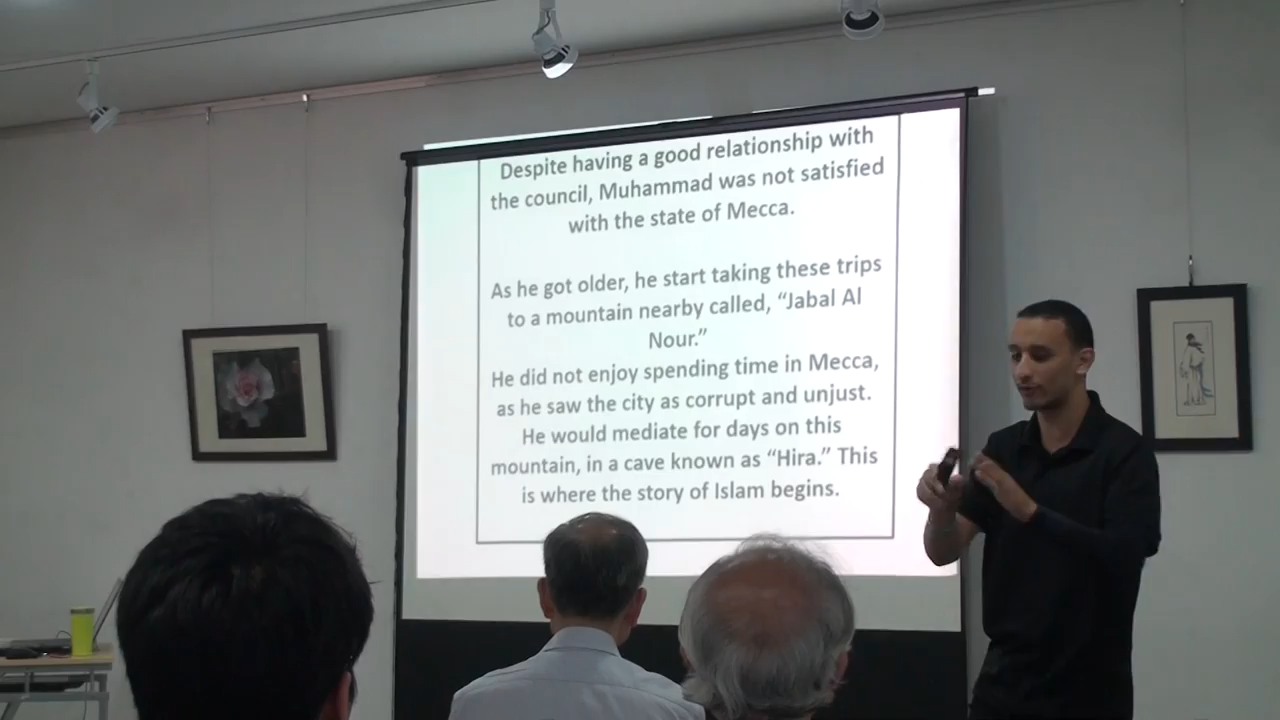 Despite having a good relationship with
the council, Muhammad was not satisfied
with the state of Mecca.
As he got older, he start taking these trips
to a mountain nearby called, “Jabal Al
Nour.”
He did not enjoy spending time in Mecca,
as he saw the city as corrupt and unjust.
He would mediate for days on this
mountain, in a cave known as “Hira.” This
is where the story of Islam begins.